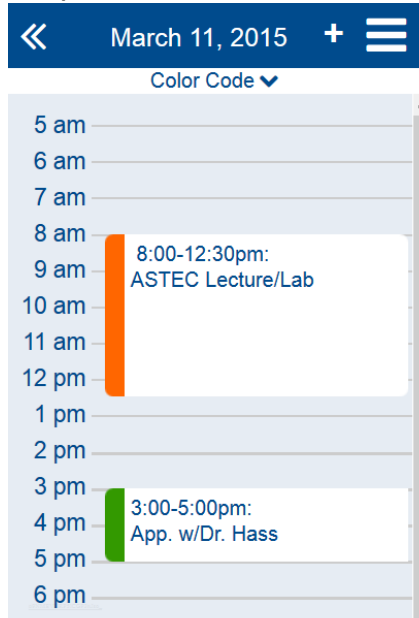 March 11, 2015 +
Color Code
5 am
6 am
7 am
8 am
8:00-12:30pm:
9 am
ASTEC Lecture/Lab
10 am
11 am
12 pm
1 pm
2 pm
3 pm
3:00-5:00pm:
4 pm
App. w/Dr. Hass
5 pm
6 pm